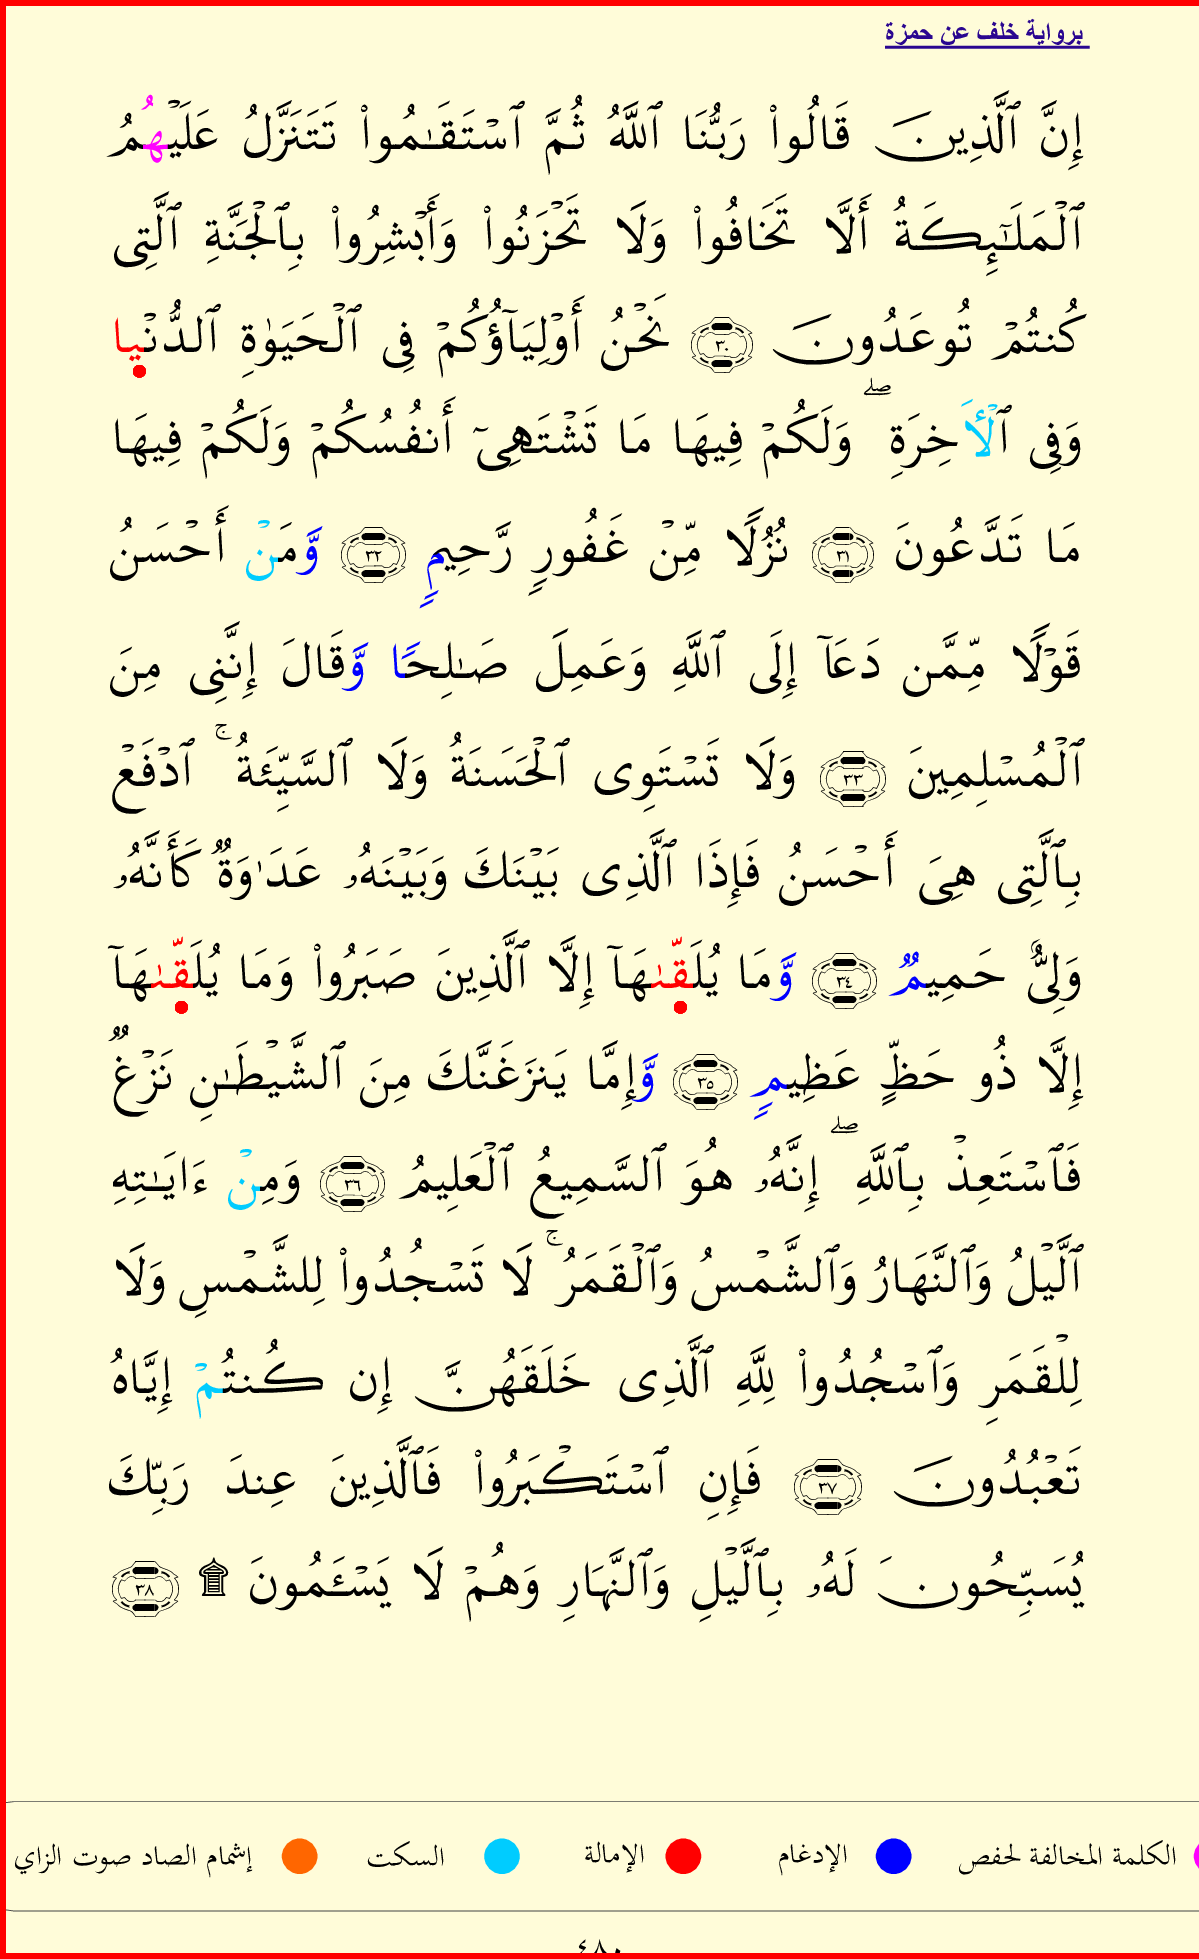 برواية خلف عن حمزة
إِنَّ ٱلَّذِينَ قَالُوا۟ رَبُّنَا ٱللَّهُ ثُمَّ ٱسْتَقَـٰمُوا۟ تَتَنَزَّلُ عَلَيْهُمُ
ٱلْمَلَـٰٓئِكَةُ أَلَّا تَخَافُوا۟ وَلَا تَحْزَنُوا۟ وَأَبْشِرُوا۟ بِٱلْجَنَّةِ ٱلَّتِى
كُنتُمْ تُوعَدُونَ ٣٠ نَحْنُ أَوْلِيَآؤُكُمْ فِى ٱلْحَيَوٰةِ ٱلدُّنْيا
وَفِى ٱلْأَخِرَةِ ۖ وَلَكُمْ فِيهَا مَا تَشْتَهِىٓ أَنفُسُكُمْ وَلَكُمْ فِيهَا
مَا تَدَّعُونَ ٣١ نُزُلًا مِّنْ غَفُورٍ رَّحِيمٍ ٣٢ وَّمَنْ أَحْسَنُ
قَوْلًا مِّمَّن دَعَآ إِلَى ٱللَّهِ وَعَمِلَ صَـٰلِحًا وَّقَالَ إِنَّنِى مِنَ
ٱلْمُسْلِمِينَ ٣٣ وَلَا تَسْتَوِى ٱلْحَسَنَةُ وَلَا ٱلسَّيِّئَةُ ۚ ٱدْفَعْ
بِٱلَّتِى هِىَ أَحْسَنُ فَإِذَا ٱلَّذِى بَيْنَكَ وَبَيْنَهُۥ عَدَٰوَةٌ كَأَنَّهُۥ
وَلِىٌّ حَمِيمٌ ٣٤ وَّمَا يُلَقّىٰهَآ إِلَّا ٱلَّذِينَ صَبَرُوا۟ وَمَا يُلَقّىٰهَآ
إِلَّا ذُو حَظٍّ عَظِيمٍ ٣٥ وَّإِمَّا يَنزَغَنَّكَ مِنَ ٱلشَّيْطَـٰنِ نَزْغٌ
فَٱسْتَعِذْ بِٱللَّهِ ۖ إِنَّهُۥ هُوَ ٱلسَّمِيعُ ٱلْعَلِيمُ ٣٦ وَمِنْ ءَايَـٰتِهِ
ٱلَّيْلُ وَٱلنَّهَارُ وَٱلشَّمْسُ وَٱلْقَمَرُ ۚ لَا تَسْجُدُوا۟ لِلشَّمْسِ وَلَا
لِلْقَمَرِ وَٱسْجُدُوا۟ لِلَّهِ ٱلَّذِى خَلَقَهُنَّ إِن كُنتُمْ إِيَّاهُ
تَعْبُدُونَ ٣٧ فَإِنِ ٱسْتَكْبَرُوا۟ فَٱلَّذِينَ عِندَ رَبِّكَ
يُسَبِّحُونَ لَهُۥ بِٱلَّيْلِ وَٱلنَّهَارِ وَهُمْ لَا يَسْـَٔمُونَ ۩ ٣٨
الكلمة المخالفة لحفص الإدغام الإمالة السكت إشمام الصاد صوت الزاي
٤٨٠